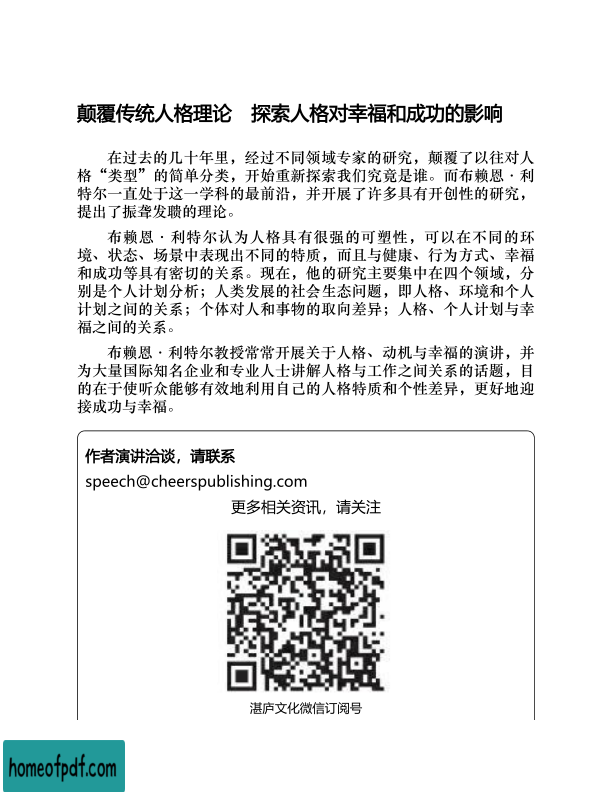 颠覆传统人格理论　探索人格对幸福和成功的影响
在过去的几十年里，经过不同领域专家的研究，颠覆了以往对人
格“类型”的简单分类，开始重新探索我们究竟是谁。而布赖恩·利
特尔一直处于这一学科的最前沿，并开展了许多具有开创性的研究，
提出了振聋发聩的理论。
布赖恩·利特尔认为人格具有很强的可塑性，可以在不同的环
境、状态、场景中表现出不同的特质，而且与健康、行为方式、幸福
和成功等具有密切的关系。现在，他的研究主要集中在四个领域，分
别是个人计划分析；人类发展的社会生态问题，即人格、环境和个人
计划之间的关系；个体对人和事物的取向差异；人格、个人计划与幸
福之间的关系。
布赖恩·利特尔教授常常开展关于人格、动机与幸福的演讲，并
为大量国际知名企业和专业人士讲解人格与工作之间关系的话题，目
的在于使听众能够有效地利用自己的人格特质和个性差异，更好地迎
接成功与幸福。
作者演讲洽谈，请联系
speech@cheerspublishing.com
更多相关资讯，请关注
湛庐文化微信订阅号
homeofpdf.com